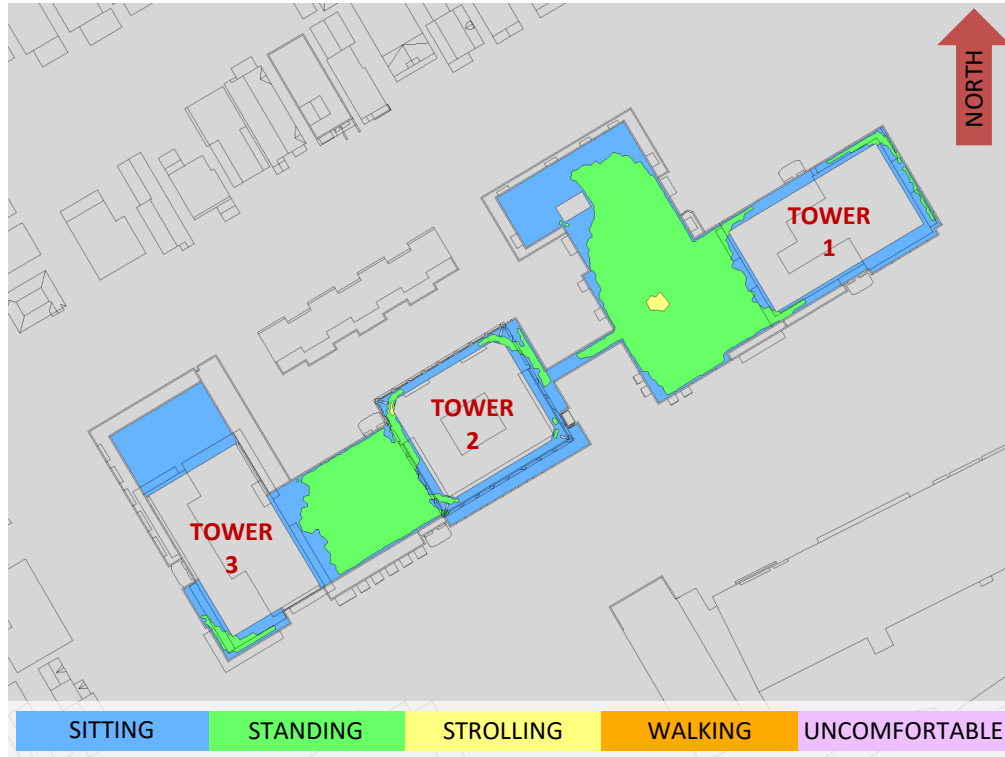 NORTH
TOWER
1
TOWER
2
TOWER
3
SITTING
STANDING
STROLLING
WALKING
UNCOMFORTABLE